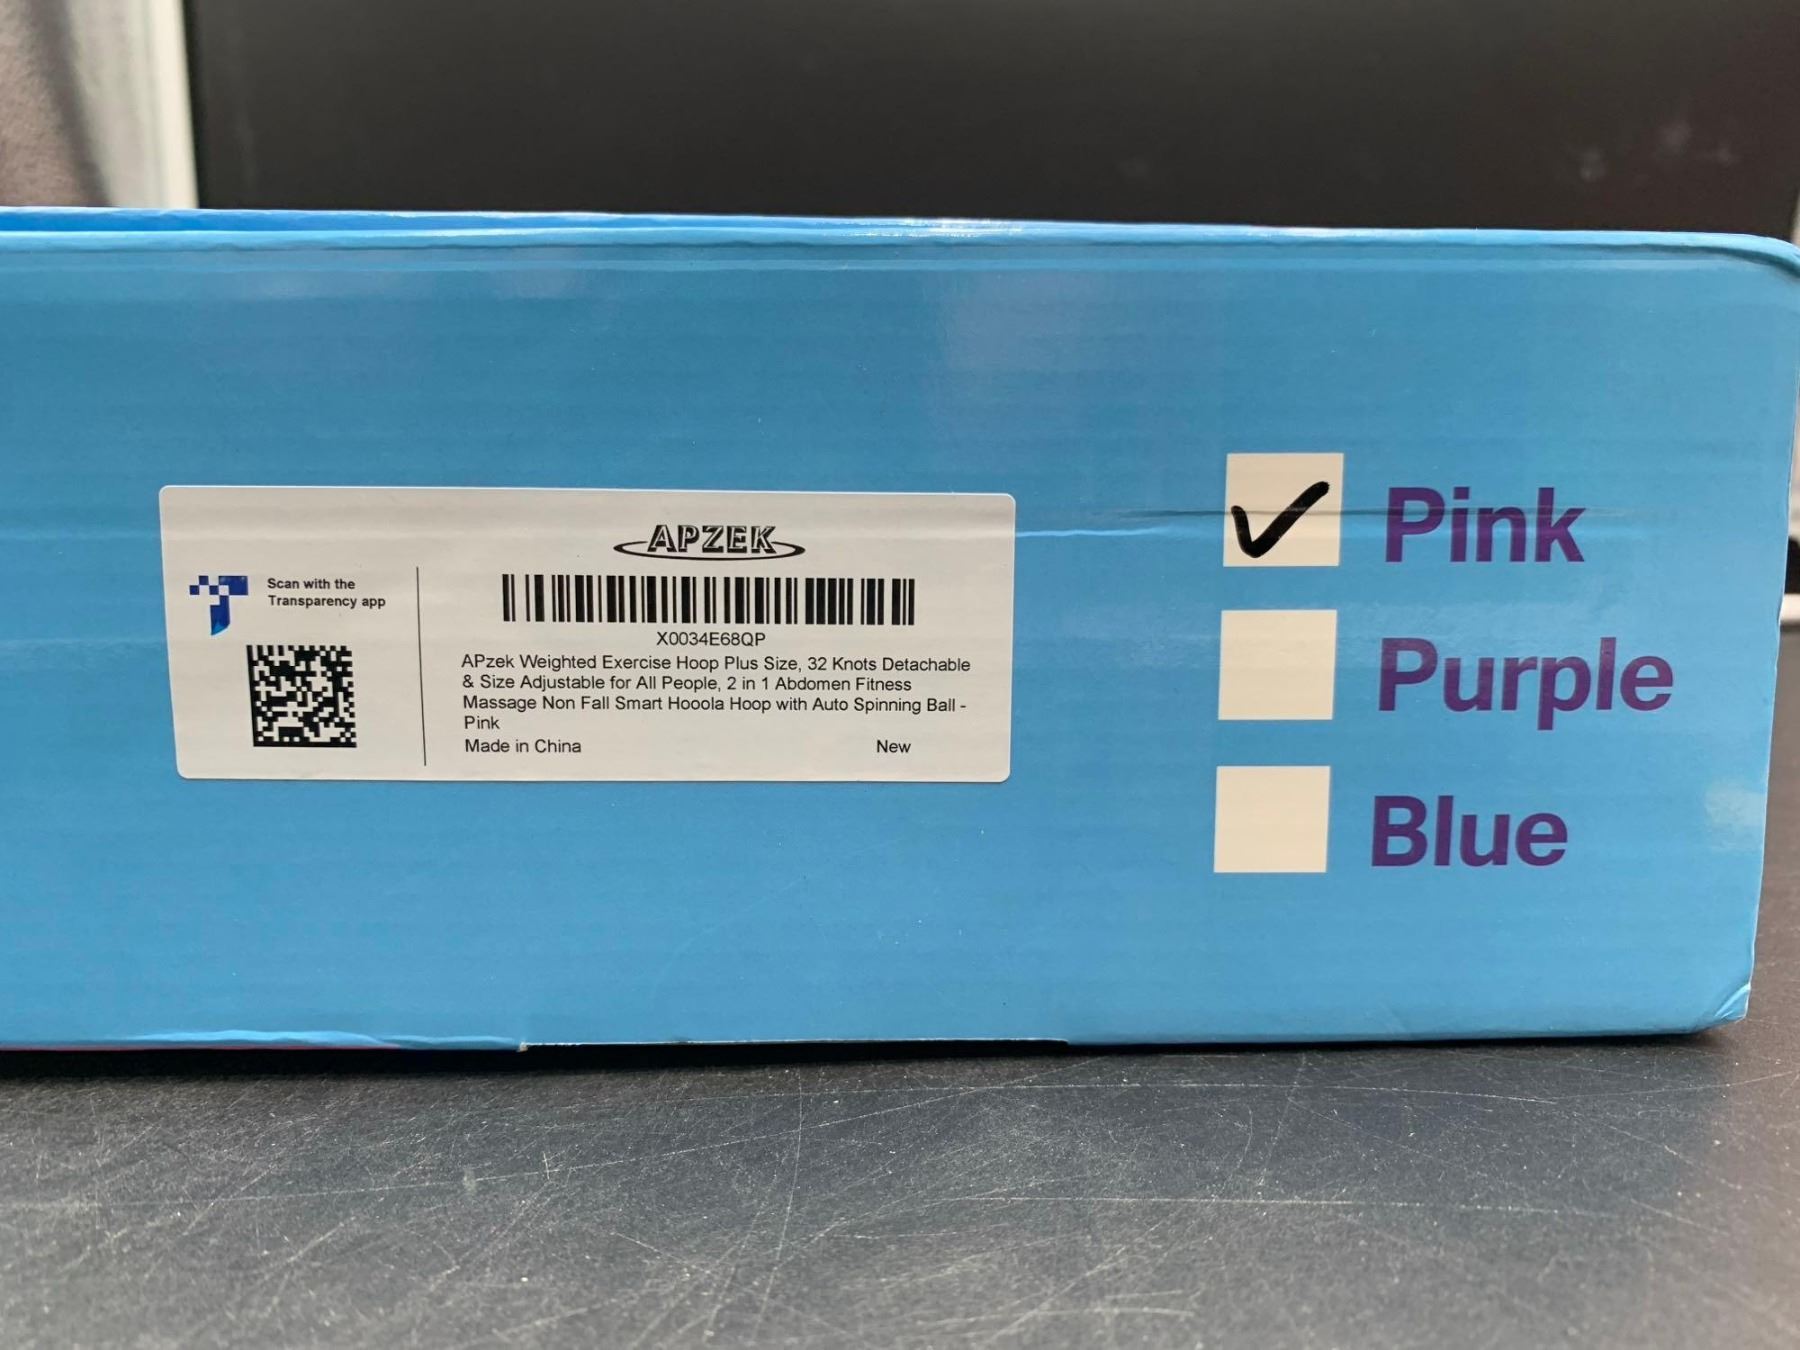 APZEK
Scan with the
Transparency app
X0034E68QP
APzek Weighted Exercise Hoop Plus Size, 32 Knots Detachable
& Size Adjustable for All People, 2 in 1 Abdomen Fitness
Massage Non Fall Smart Hooola Hoop with Auto Spinning Ball -
Pink
Made in China New
Pink
Purple
Blue